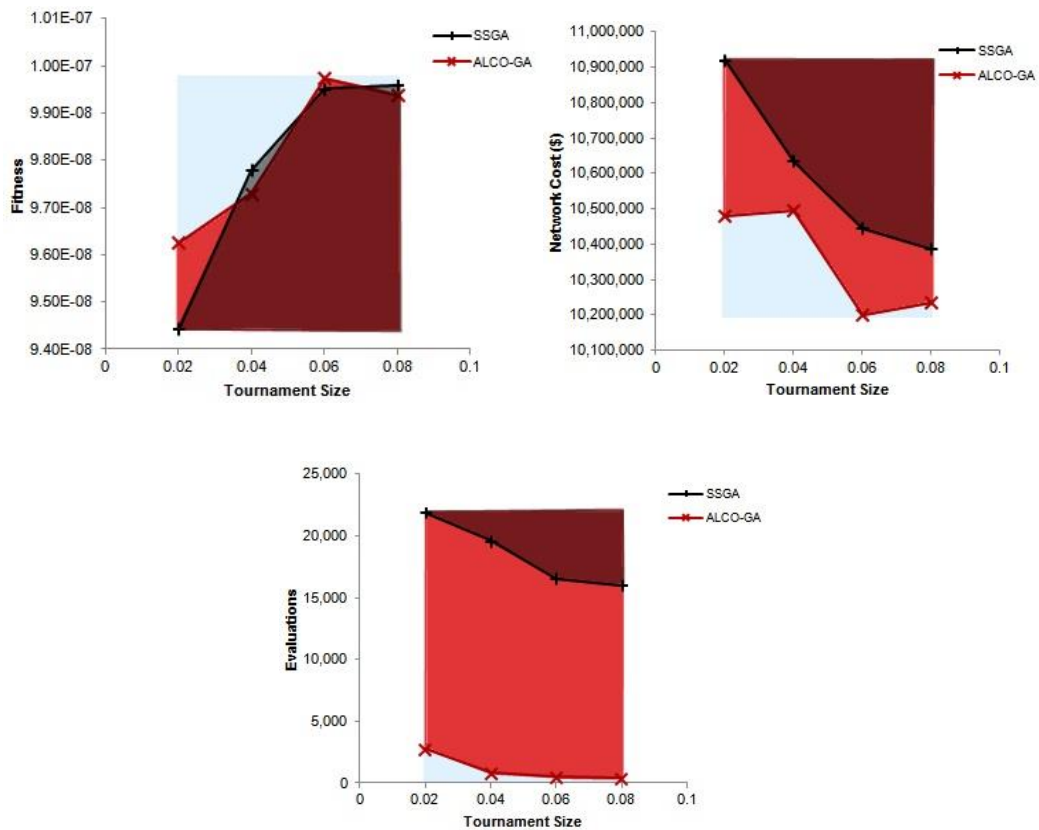 1.01E-07
1.00E-07
9.90E-08
9.80E-08
9.70E-08
9.60E-08
9.50E-08
9.40E-08
Fitness
0 0.02 0.04 0.06 0.08 0.1
Tournament Size
SSGA
ALCO-GA
11,000,000
10,900,000
10,800,000
10,700,000
10,600,000
10,500,000
10,400,000
10,300,000
10,200,000
10,100,000
Network Cost ($)
0 0.02 0.04 0.06 0.08 0.1
Tournament Size
SSGA
ALCO-GA
25,000
20,000
15,000
10,000
5,000
0
Evaluations
0 0.02 0.04 0.06 0.08 0.1
Tournament Size
SSGA
ALCO-GA